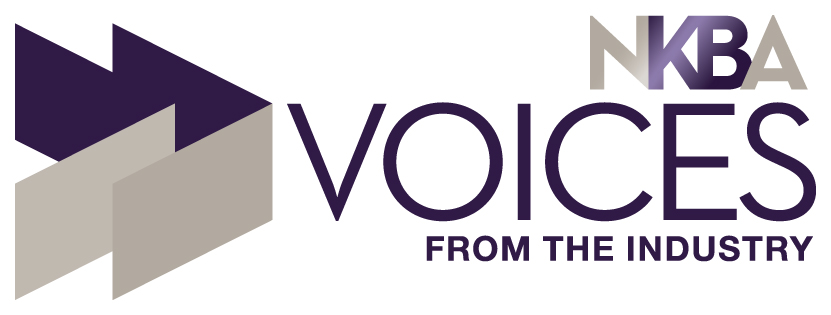 NKBA
VOICES
FROM THE INDUSTRY